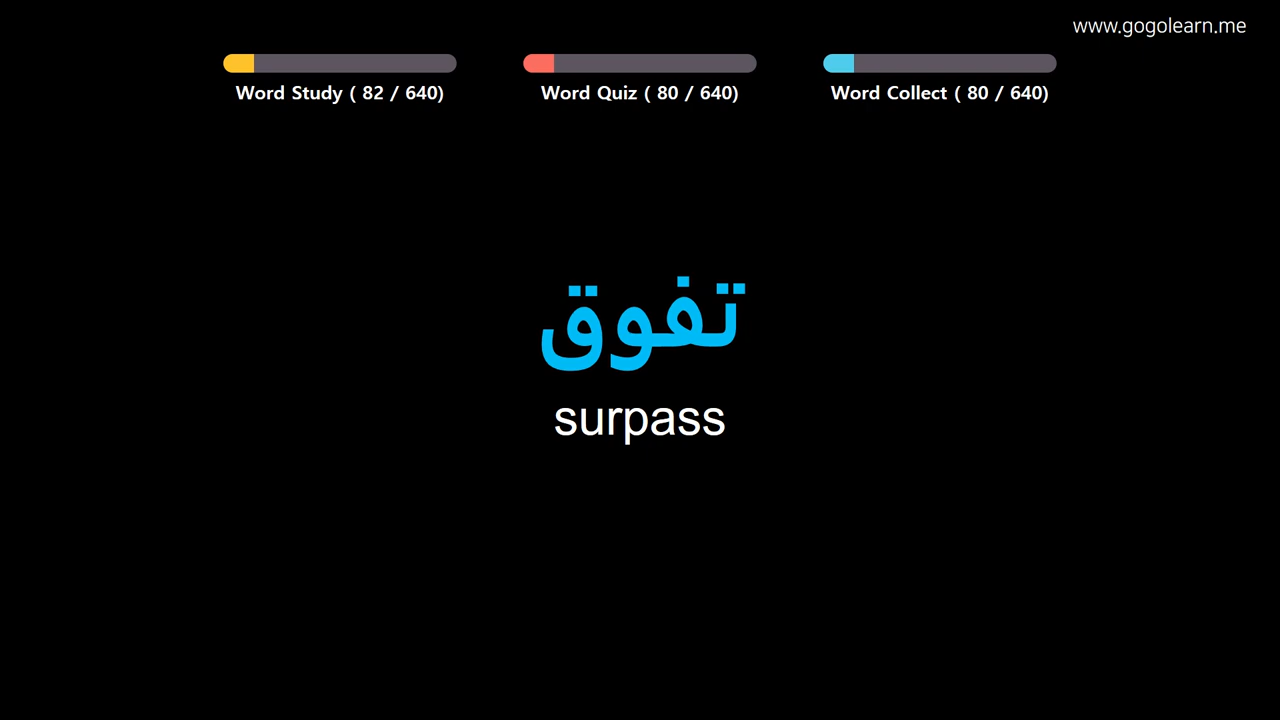 www.gogolearn.me
Word Study ( 82 / 640)
Word Quiz ( 80 / 640)
Word Collect ( 80 / 640)
تفوق
surpass